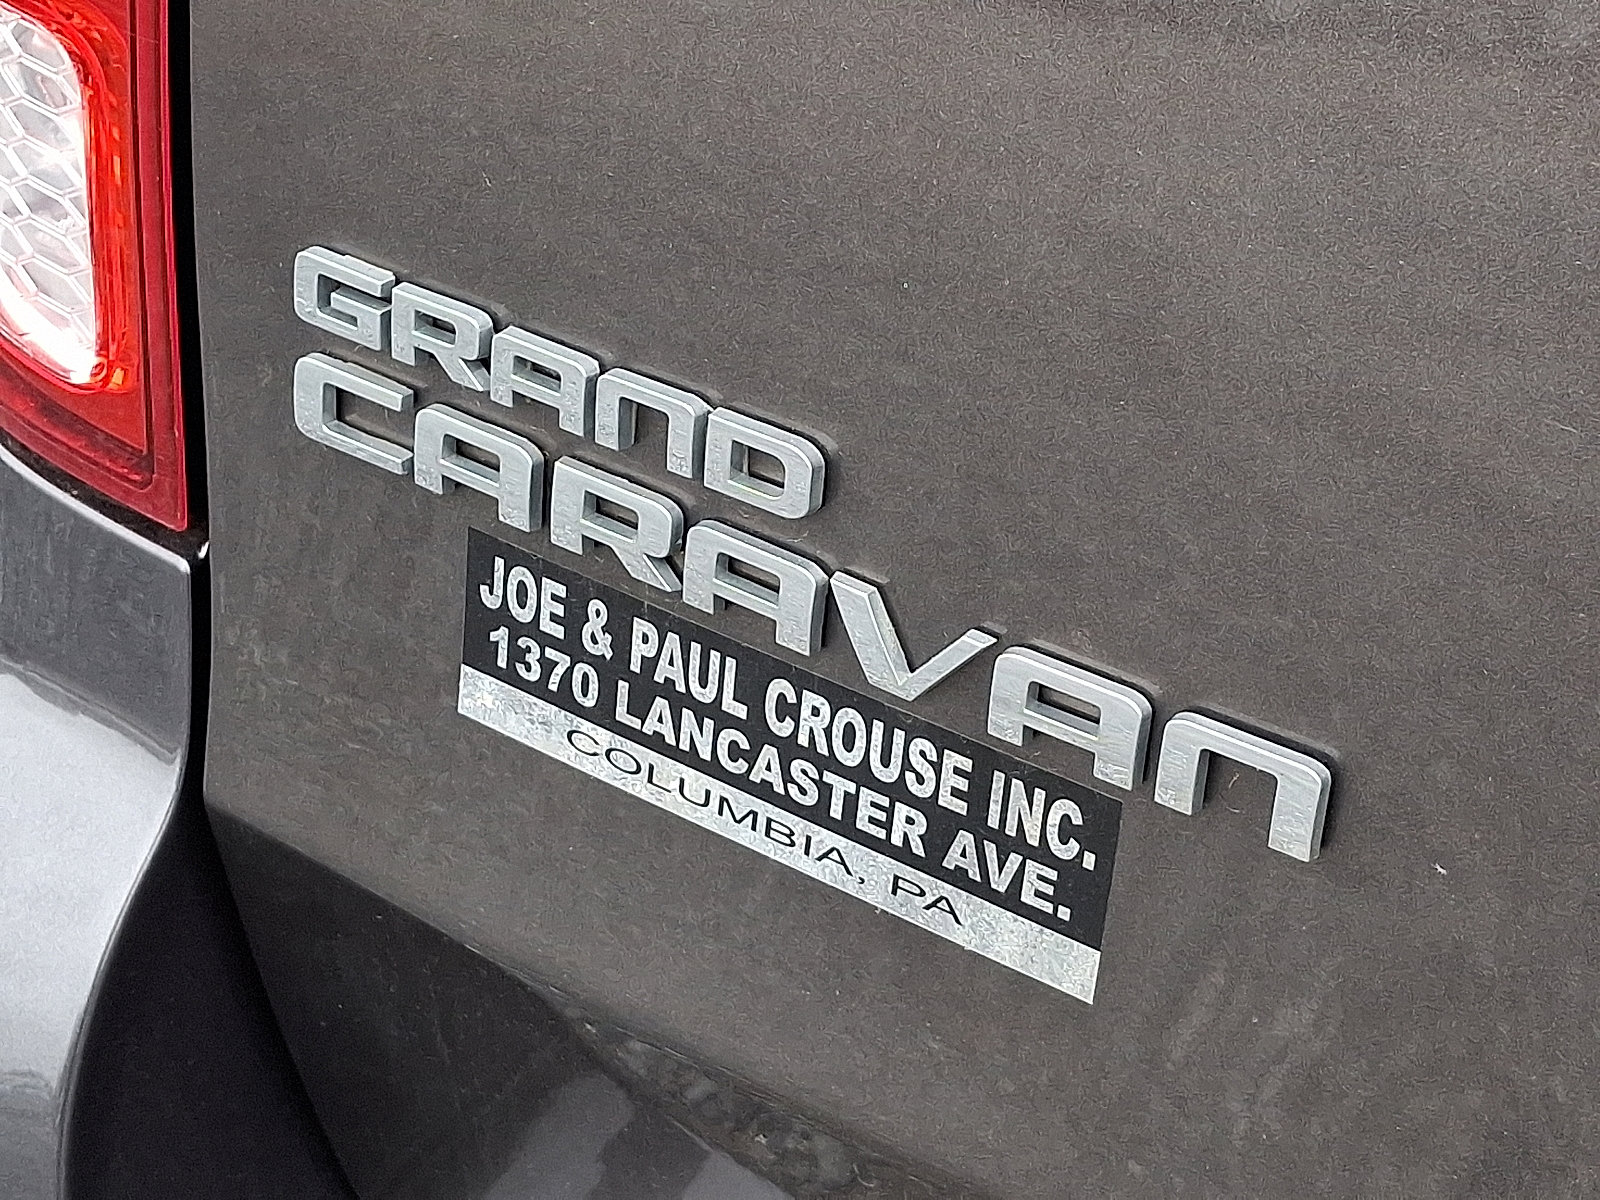 GRAND
CARAVAN
JOE & PAUL CROUSE INC.
1370 LANCASTER AVE.
COLUMBIA, PA